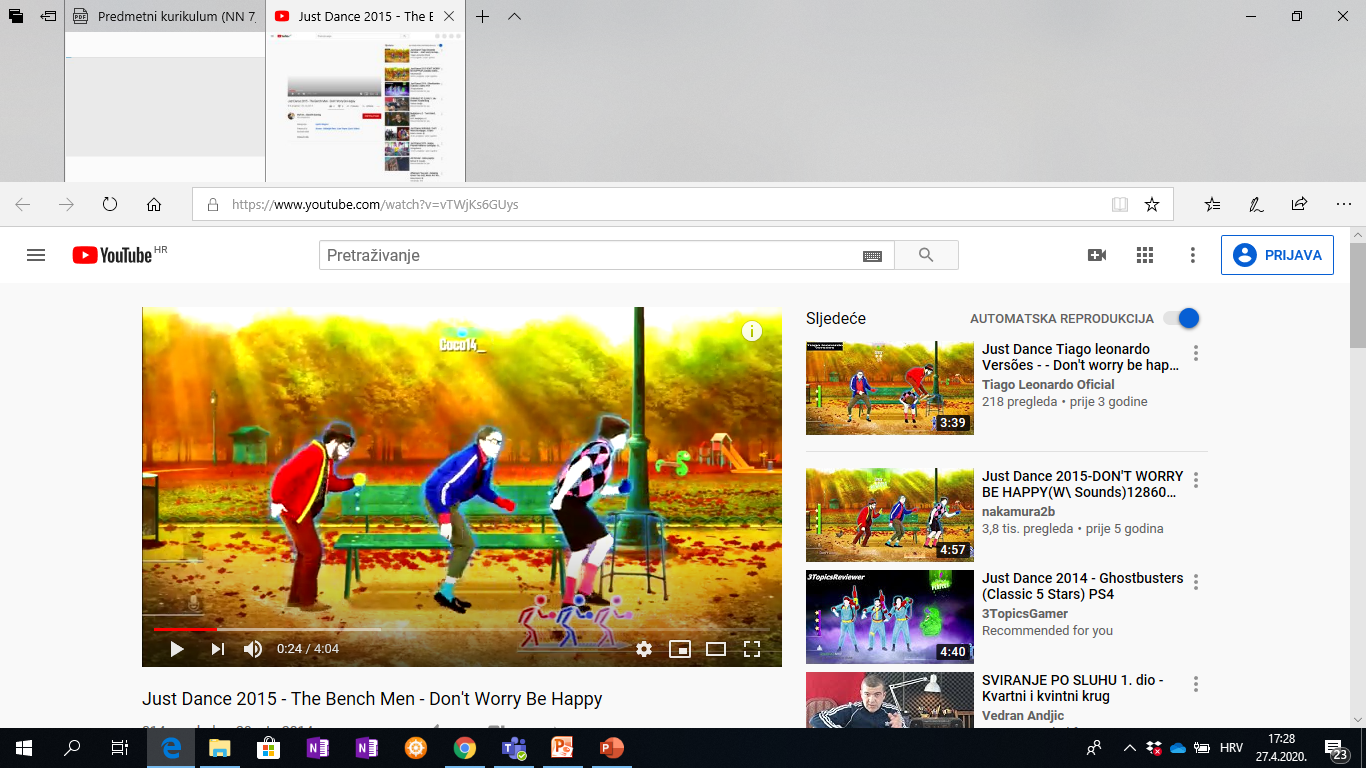 Predmetni kurikulum (NN 7,
Just Dance 2015 - The B
https://www.youtube.com/watch?v=vTWjKs6GUys
YouTube HR
Pretraživanje
PRIJAVA
Coco14_
0:24 / 4:04
Just Dance 2015 - The Bench Men - Don't Worry Be Happy
Sljedeće
AUTOMATSKA REPRODUKCIJA
Tiago leonardo
3:39
Just Dance Tiago leonardo
Versões - - Don't worry be hap...
Tiago Leonardo Oficial
218 pregleda • prije 3 godine
4:57
Just Dance 2015-DON'T WORRY
BE HAPPY(W\ Sounds)12860...
nakamura2b
3,8 tis. pregleda • prije 5 godina
3TopicsReviewer
4:40
Just Dance 2014 - Ghostbusters
(Classic 5 Stars) PS4
3TopicsGamer
Recommended for you
SVIRANJE PO SLUHU 1. dio -
Kvartni i kvintni krug
Vedran Andjic
HRV
17:28
27.4.2020.
23